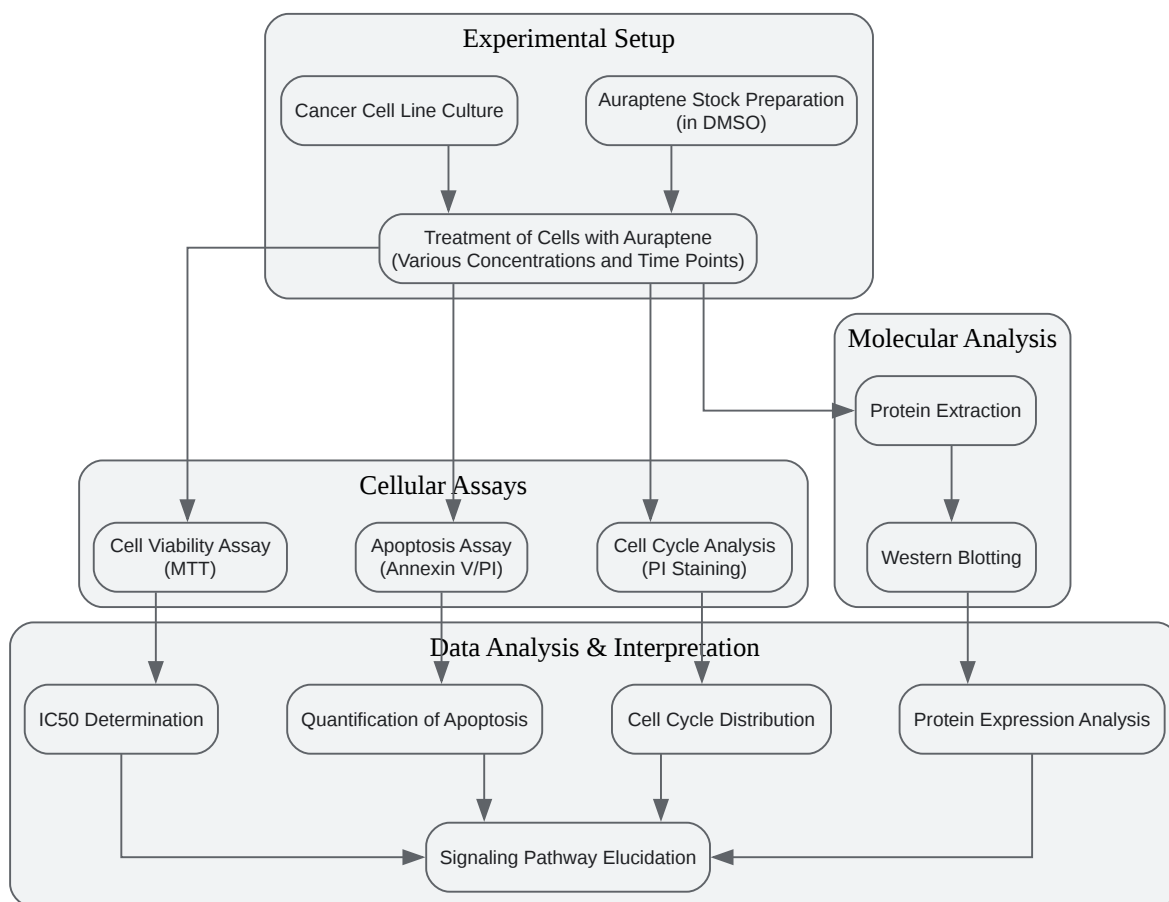 Experimental Setup
Cancer Cell Line Culture
Auraptene Stock Preparation
(in DMSO)
Treatment of Cells with Auraptene
(Various Concentrations and Time Points)
Molecular Analysis
Protein Extraction
Cellular Assays
Cell Viability Assay
(MTT)
Apoptosis Assay
(Annexin V/PI)
Cell Cycle Analysis
(PI Staining)
Western Blotting
Data Analysis & Interpretation
IC50 Determination
Quantification of Apoptosis
Cell Cycle Distribution
Protein Expression Analysis
Signaling Pathway Elucidation